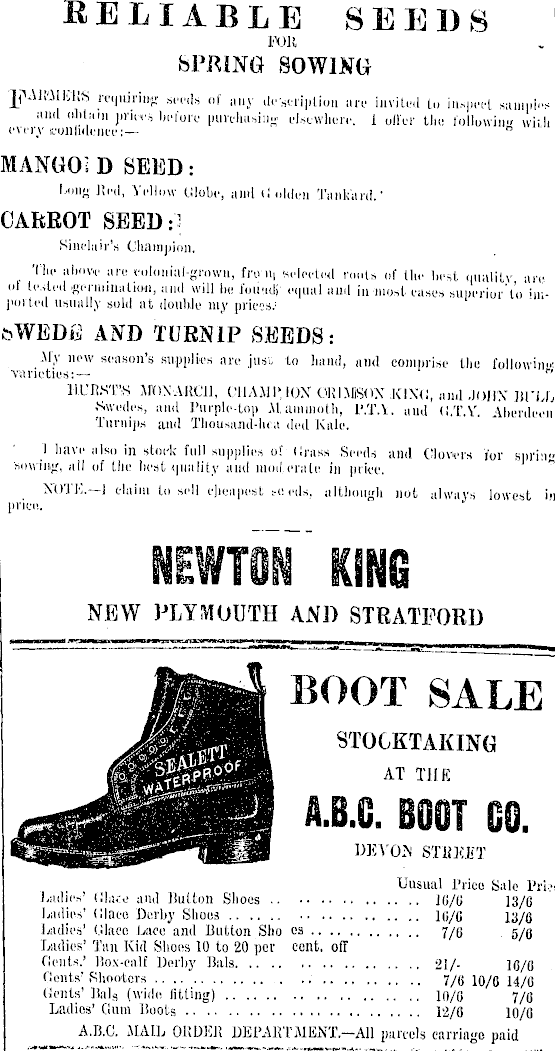 RELIABLE SEEDS
FOR
SPRING SOWING
FARMERS requiring seeds of any description are invited to inspect samples
and obtain prices before purchasing elsewhere. I offer the following with
every confidence:—
MANGOLD SEED:
Long Red, Yellow Globe, and Golden Tankard.
CARROT SEED:
Sinclair's Champion.
The above are colonial-grown, from selected roots of the best quality, are
of tested germination, and will be found equal and in most cases superior to im-
ported usually sold at double my prices.
SWEDE AND TURNIP SEEDS:
My new season's supplies are just to hand, and comprise the following
varieties:—
HURST'S MONARCH, CHAMPION CRIMSON KING, and JOHN BULL
Swedes, and Purple-top Mammoth, P.T.Y. and G.T.Y. Aberdeen
Turnips and Thousand-headed Kale.
I have also in stock full supplies of Grass Seeds and Clovers for spring
sowing, all of the best quality and moderate in price.
NOTE.—I claim to sell cheapest seeds, although not always lowest in
price.
NEWTON KING
NEW PLYMOUTH AND STRATFORD
SEALETT
WATERPROOF
BOOT SALE
STOCKTAKING
AT THE
A.B.C. BOOT CO.
DEVON STREET
Unsual Price Sale Price
Ladies' Glace and Button Shoes .. .. .. .. .. .. .. .. 16/6 13/6
Ladies' Glace Derby Shoes .. .. .. .. .. .. .. .. .. 16/6 13/6
Ladies' Glace Lace and Button Shoes .. .. .. .. .. .. 7/6 5/6
Ladies' Tan Kid Shoes 10 to 20 per cent. off
Gents.' Box-calf Derby Bals. .. .. .. .. .. .. .. .. 21/- 16/6
Gents' Shooters .. .. .. .. .. .. .. .. .. .. .. 7/6 10/6 14/6
Gents' Bals (wide fitting) .. .. .. .. .. .. .. .. 10/6 7/6
Ladies' Gum Boots .. .. .. .. .. .. .. .. .. .. 12/6 10/6
A.B.C. MAIL ORDER DEPARTMENT.—All parcels carriage paid